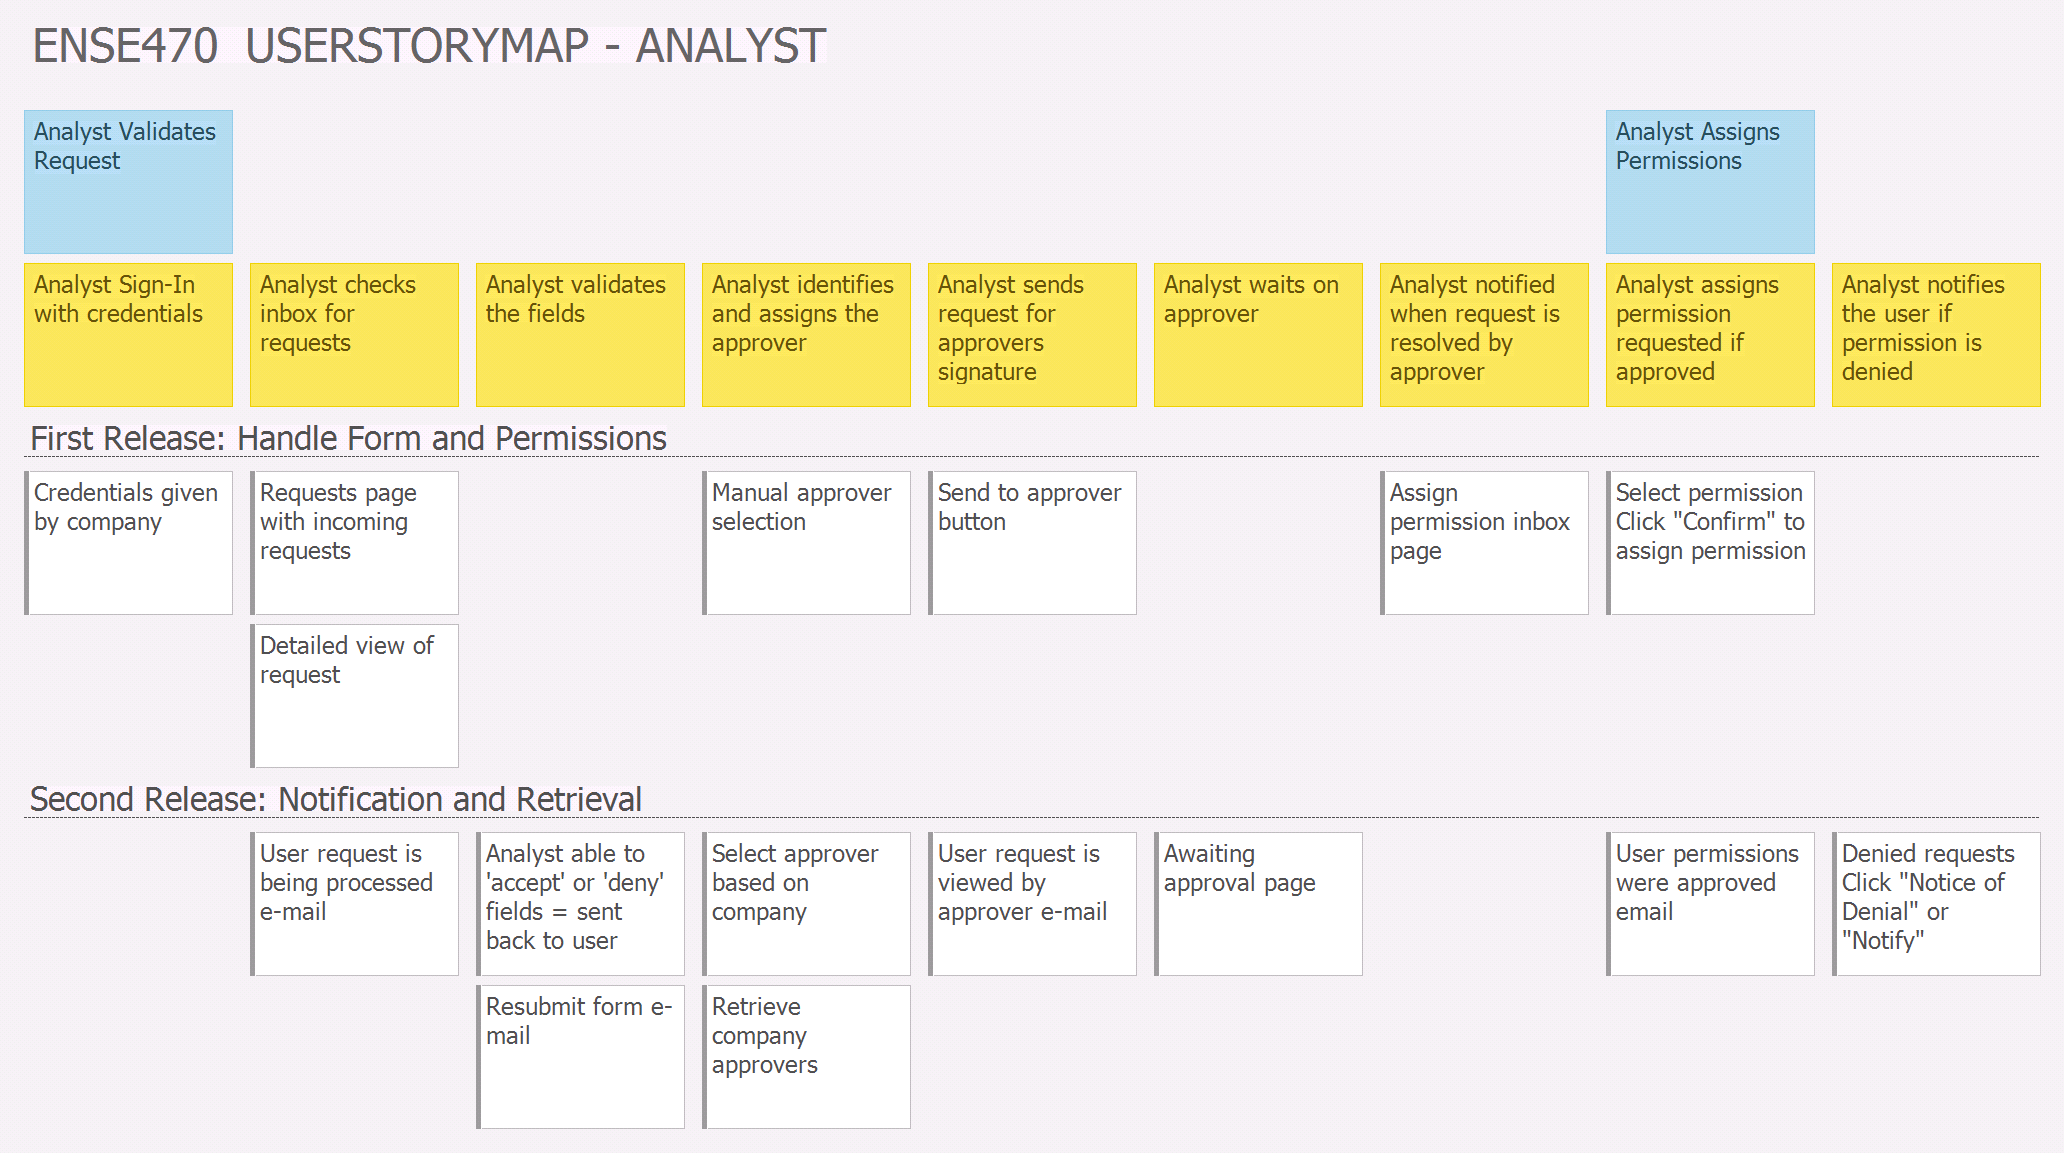 ENSE470 USERSTORYMAP - ANALYST
Analyst Validates
Request
Analyst Assigns
Permissions
Analyst Sign-In
with credentials
Analyst checks
inbox for
requests
Analyst validates
the fields
Analyst identifies
and assigns the
approver
Analyst sends
request for
approvers
signature
Analyst waits on
approver
Analyst notified
when request is
resolved by
approver
Analyst assigns
permission
requested if
approved
Analyst notifies
the user if
permission is
denied
First Release: Handle Form and Permissions
Credentials given
by company
Requests page
with incoming
requests
Manual approver
selection
Send to approver
button
Assign
permission inbox
page
Select permission
Click "Confirm" to
assign permission
Detailed view of
request
Second Release: Notification and Retrieval
User request is
being processed
e-mail
Analyst able to
'accept' or 'deny'
fields = sent
back to user
Select approver
based on
company
User request is
viewed by
approver e-mail
Awaiting
approval page
User permissions
were approved
email
Denied requests
Click "Notice of
Denial" or
"Notify"
Resubmit form e-
mail
Retrieve
company
approvers